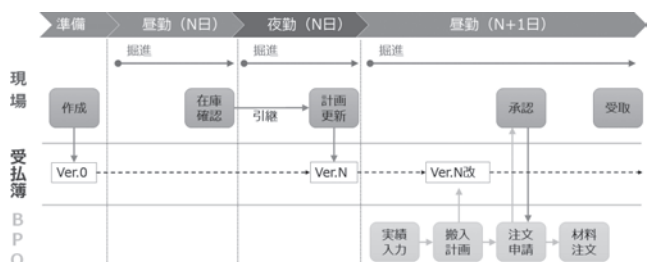 準備
昼勤（N日）
夜勤（N日）
昼勤（N+1日）
掘進
掘進
掘進
現場
作成
在庫
確認
引継
計画
更新
承認
受取
受払簿
Ver.0
Ver.N
Ver.N改
BPO
実績
入力
搬入
計画
注文
申請
材料
注文